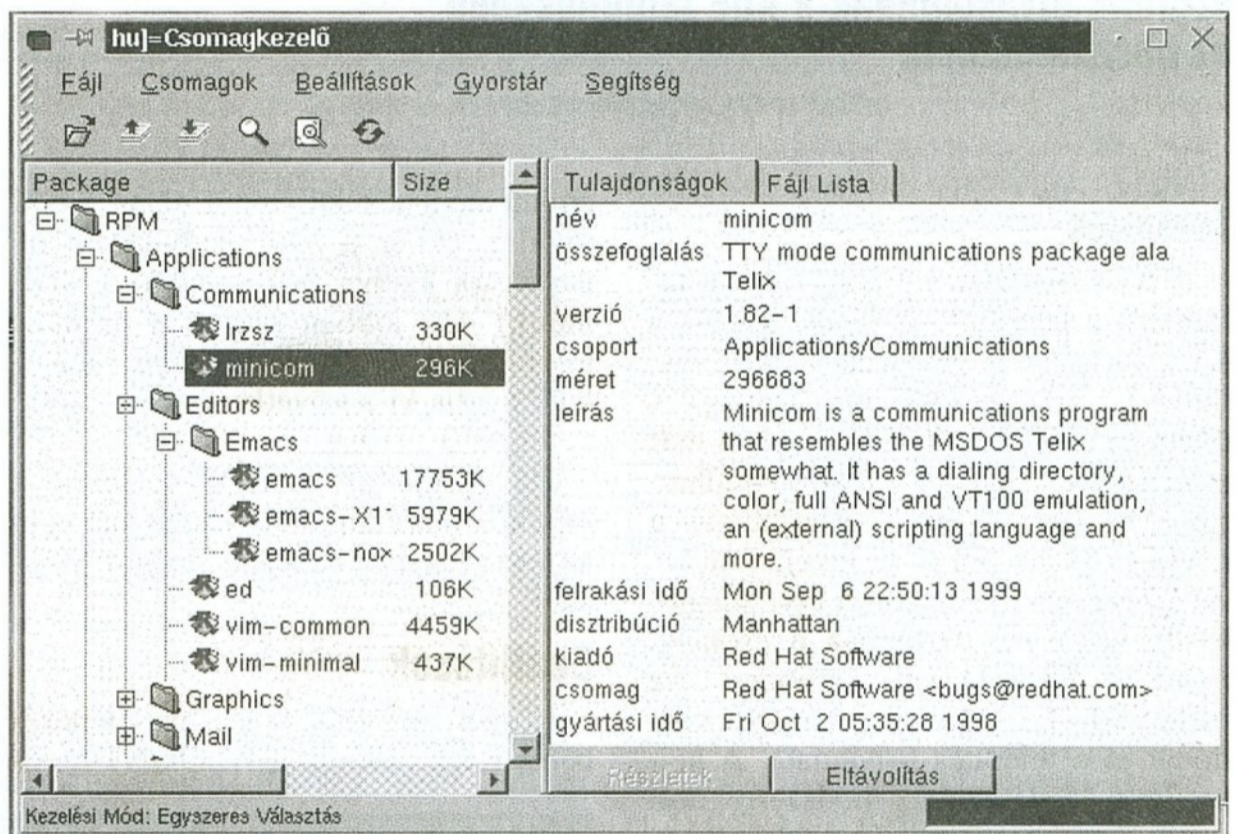 hu]=Csomagkezelő
Fájl Csomagok Beállítások Gyorstár Segítség
Package Size
RPM
Applications
Communications
lrzsz 330K
minicom 296K
Editors
Emacs
emacs 17753K
emacs-X1 5979K
emacs-nox 2502K
ed 106K
vim-common 4459K
vim-minimal 437K
Graphics
Mail
Tulajdonságok Fájl Lista
név minicom
összefoglalás TTY mode communications package ala
Telix
verzió 1.82-1
csoport Applications/Communications
méret 296683
leírás Minicom is a communications program
that resembles the MSDOS Telix
somewhat. It has a dialing directory,
color, full ANSI and VT100 emulation,
an (external) scripting language and
more.
felrakási idő Mon Sep 6 22:50:13 1999
disztribúció Manhattan
kiadó Red Hat Software
csomag Red Hat Software <bugs@redhat.com>
gyártási idő Fri Oct 2 05:35:28 1998
Részletek Eltávolítás
Kezelési Mód: Egyszeres Választás